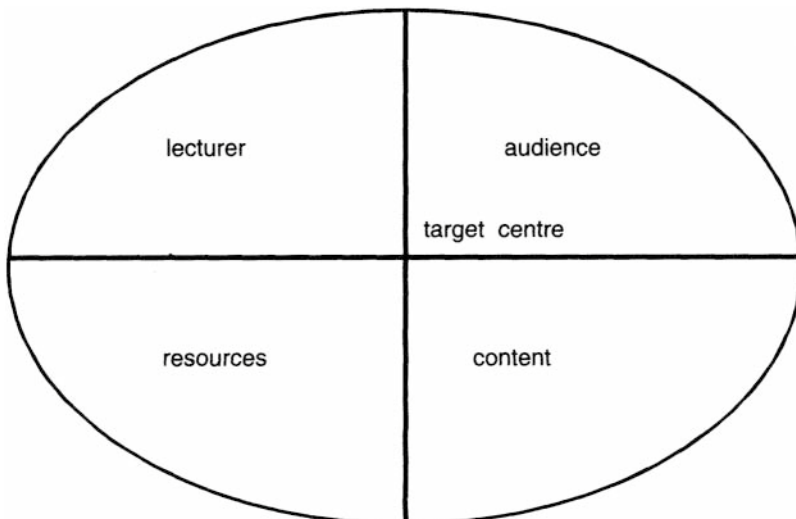 lecturer
audience
target centre
resources
content